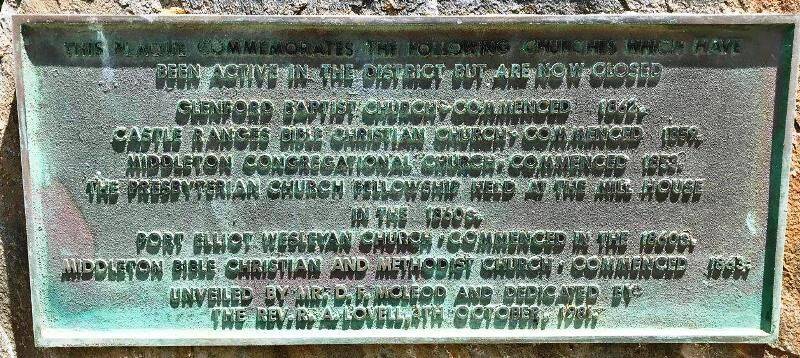 THIS PLAQUE COMMEMORATES THE FOLLOWING CHURCHES WHICH HAVE
BEEN ACTIVE IN THE DISTRICT BUT ARE NOW CLOSED
GLENFORD BAPTIST CHURCH - COMMENCED 1862.
CASTLE RANGES BIBLE CHRISTIAN CHURCH - COMMENCED 1859.
MIDDLETON CONGREGATIONAL CHURCH - COMMENCED
THE PRESBYTERIAN CHURCH FELLOWSHIP HELD AT THE MILL HOUSE
IN THE 1860S.
PORT ELLIOT WESLEYAN CHURCH - COMMENCED IN THE 1860S.
MIDDLETON BIBLE CHRISTIAN AND METHODIST CHURCH - COMMENCED
UNVEILED BY MR. D. F. MCLEOD AND DEDICATED BY
THE REV. R. A. LOVELL, OCTOBER,